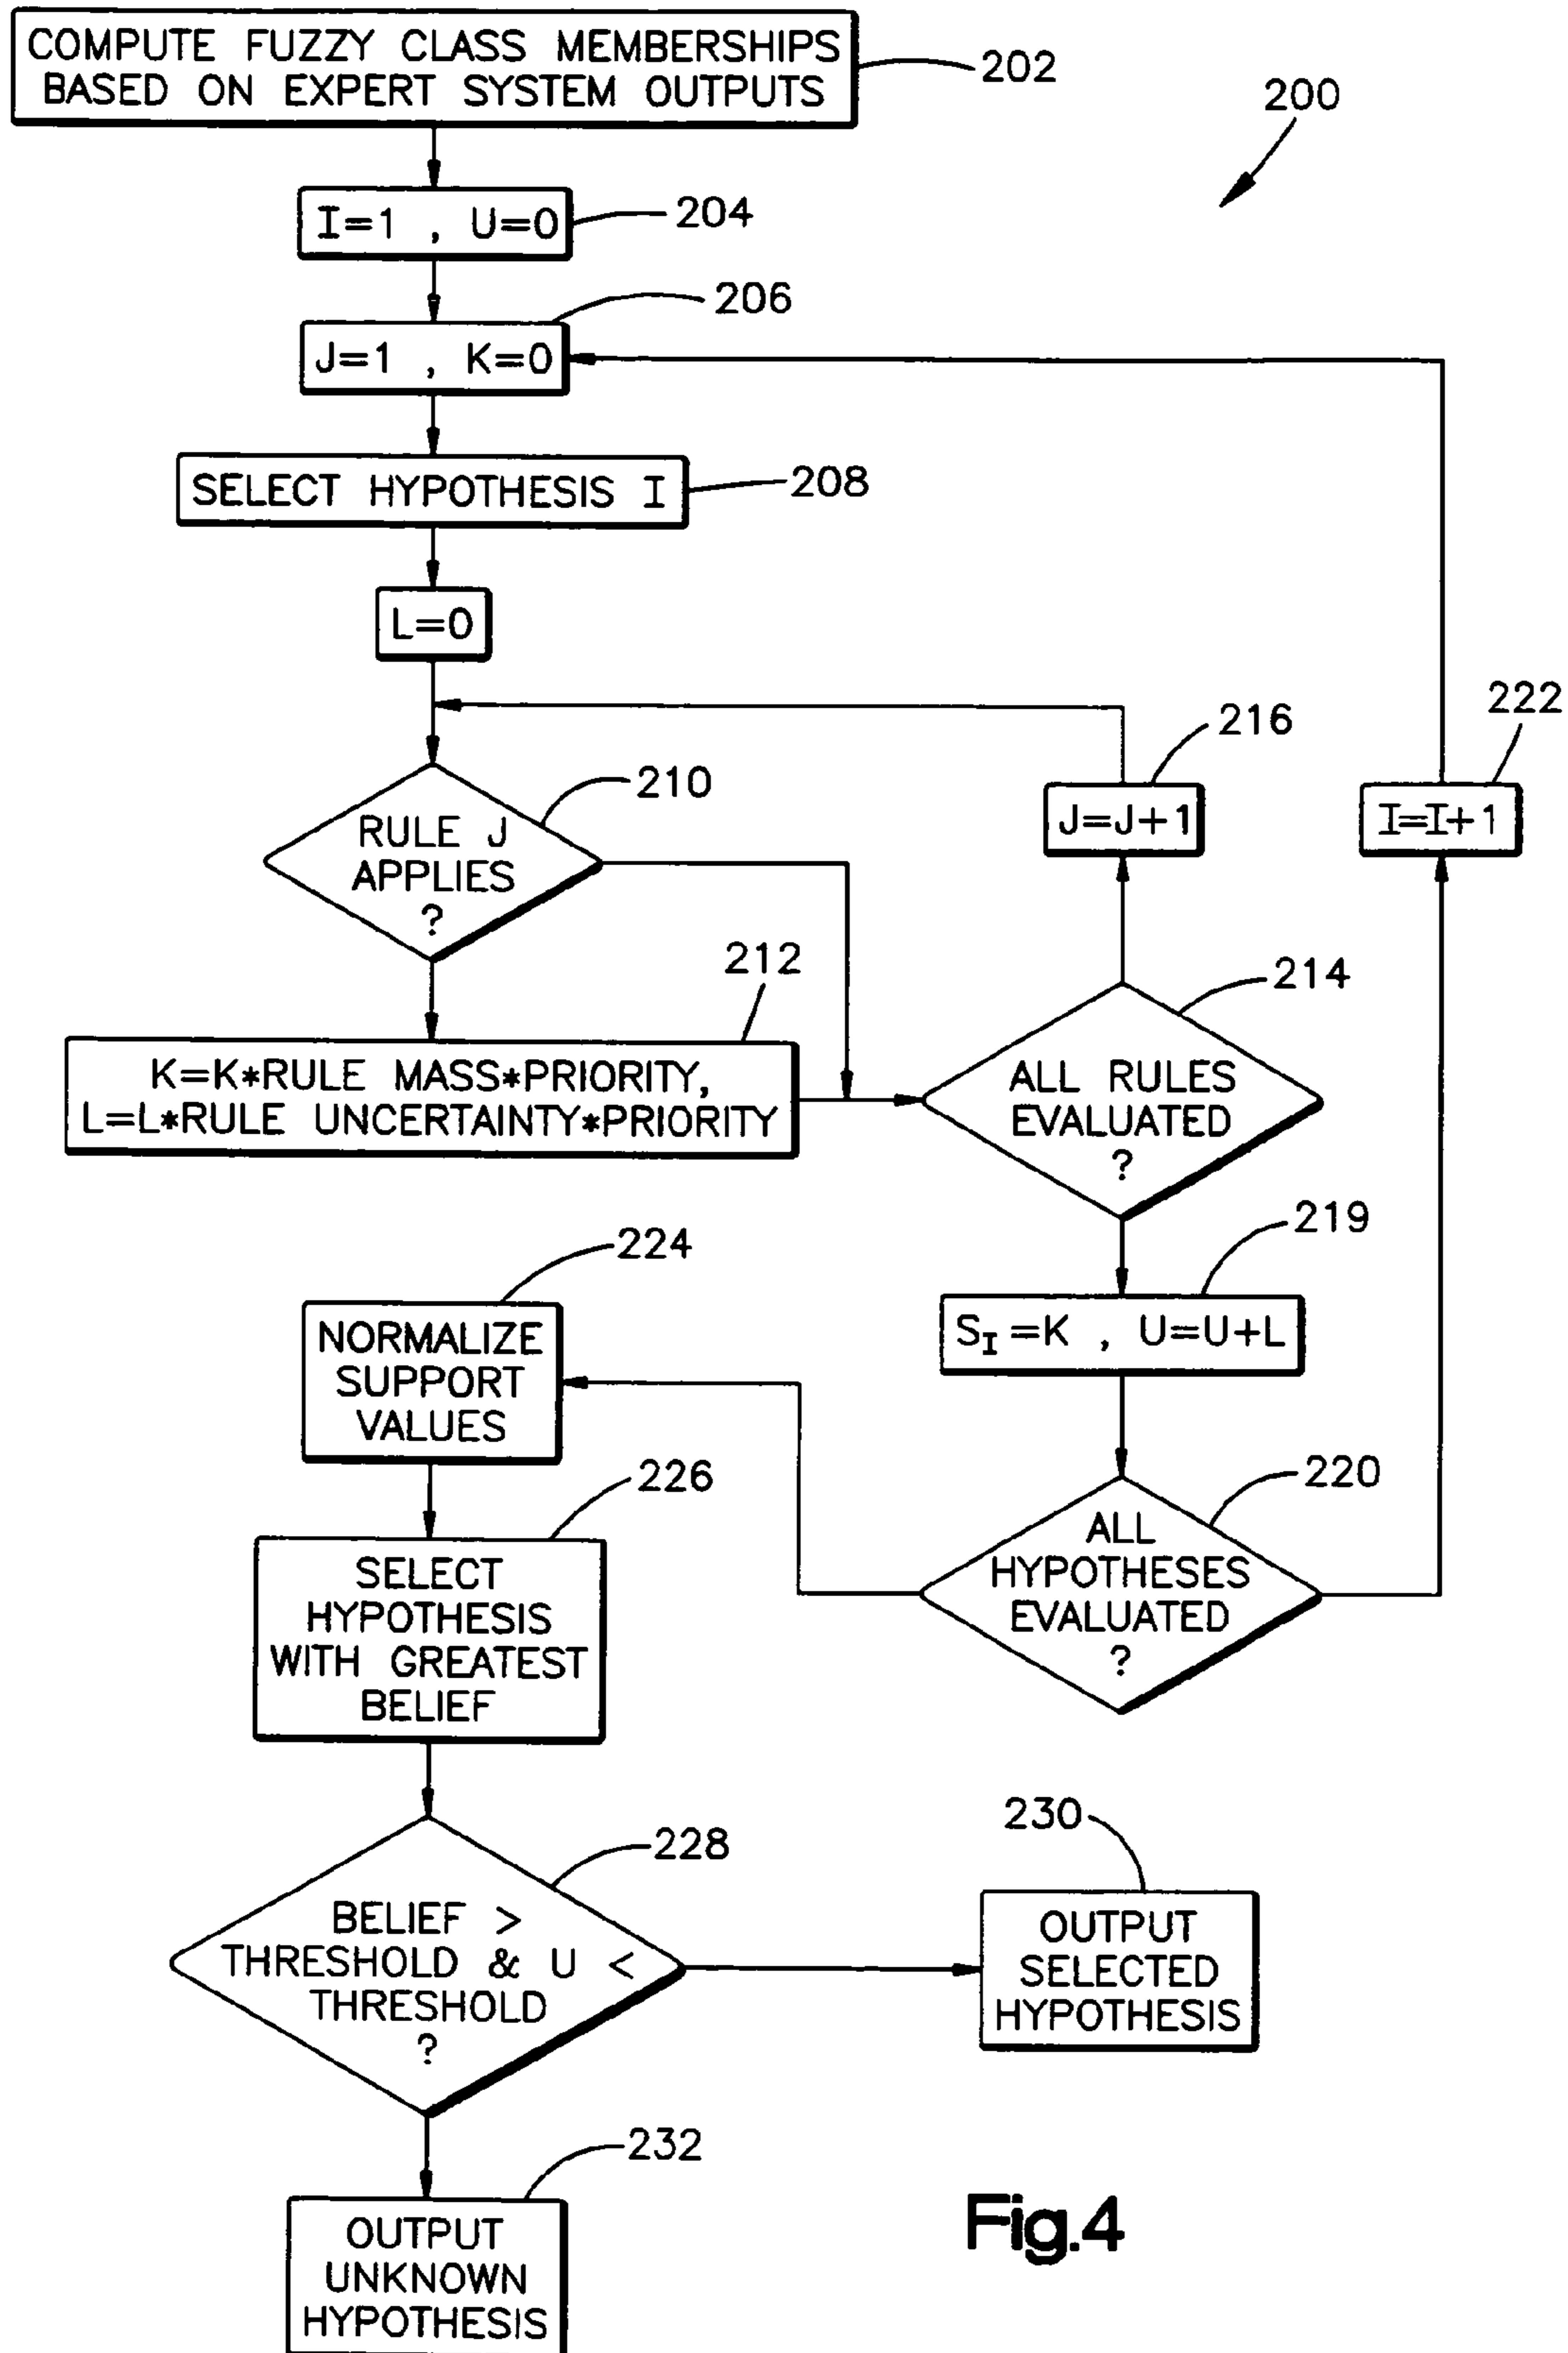 COMPUTE FUZZY CLASS MEMBERSHIPS
BASED ON EXPERT SYSTEM OUTPUTS
202
200
I=1 , U=0
204
206
J=1 , K=0
SELECT HYPOTHESIS I
208
L=0
222
216
210
J=J+1
I=I+1
RULE J
APPLIES
?
212
214
K=K*RULE MASS*PRIORITY,
L=L*RULE UNCERTAINTY*PRIORITY
ALL RULES
EVALUATED
?
219
224
S_I=K , U=U+L
NORMALIZE
SUPPORT
VALUES
226
220
ALL
HYPOTHESES
EVALUATED
?
SELECT
HYPOTHESIS
WITH GREATEST
BELIEF
230
228
BELIEF >
THRESHOLD & U <
THRESHOLD
?
OUTPUT
SELECTED
HYPOTHESIS
232
OUTPUT
UNKNOWN
HYPOTHESIS
Fig.4